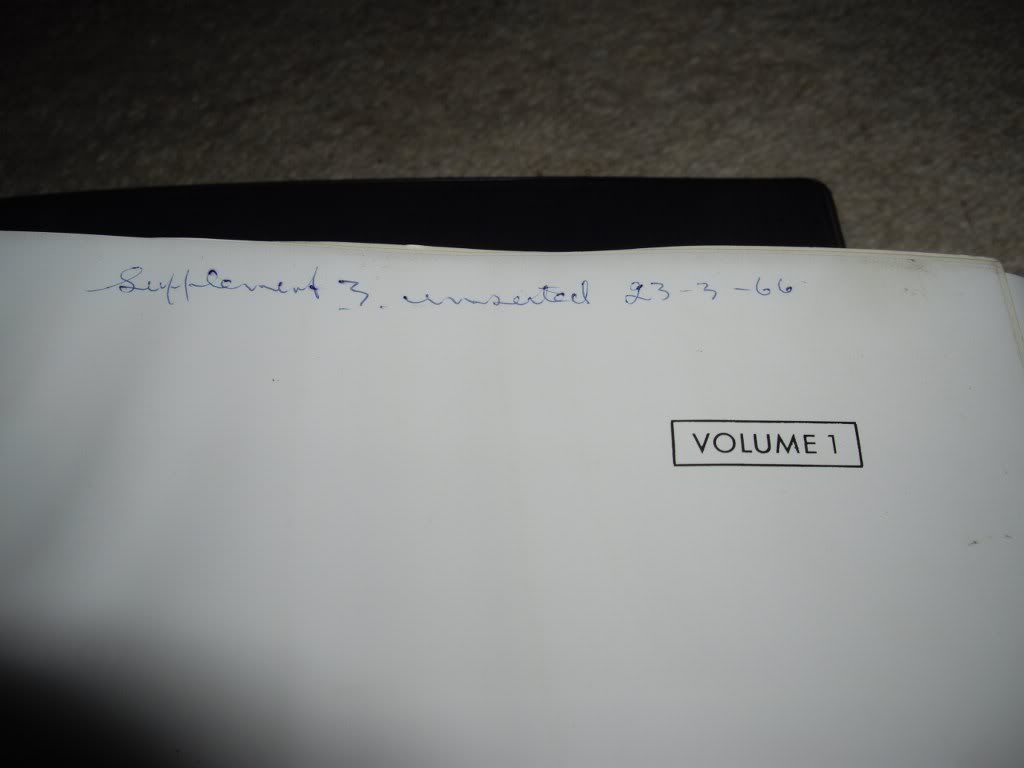 Supplement 3. inserted 23-3-66
VOLUME 1